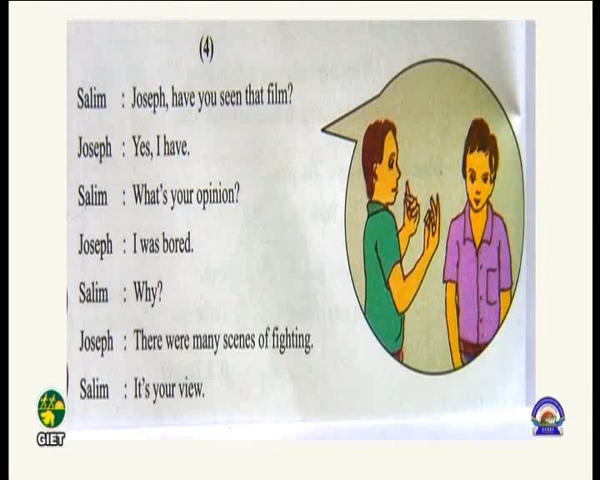 (4)
Salim : Joseph, have you seen that film?
Joseph : Yes, I have.
Salim : What's your opinion?
Joseph : I was bored.
Salim : Why?
Joseph : There were many scenes of fighting.
Salim : It's your view.
GIET